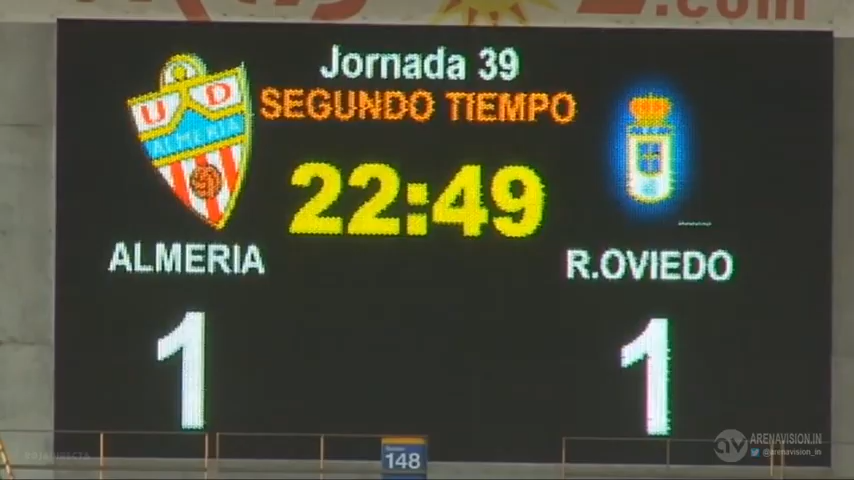 .com
Jornada 39
SEGUNDO TIEMPO
UD
ALMERIA
22:49
ALMERIA
R.OVIEDO
1
1
148
ARENAVISION.IN
@arenavision_in